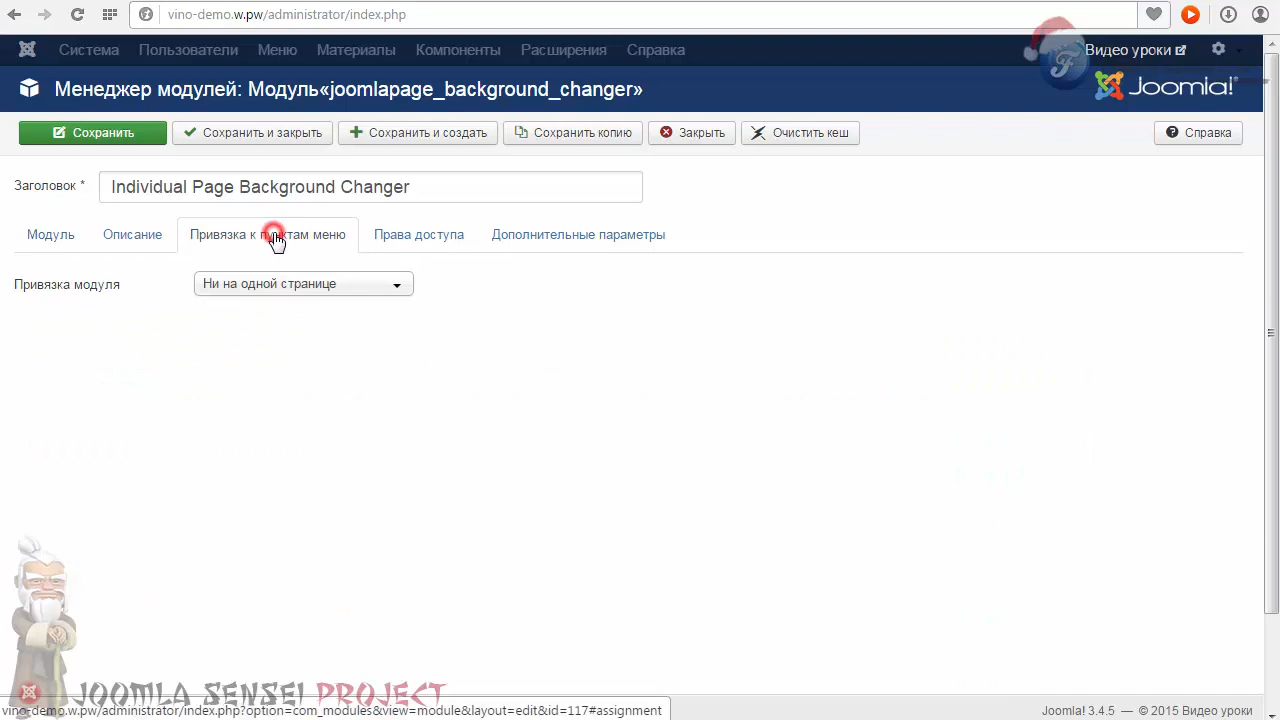 vino-demo.w.pw/administrator/index.php
Система Пользователи Меню Материалы Компоненты Расширения Справка Видео уроки
Менеджер модулей: Модуль«joomlapage_background_changer» Joomla!
Сохранить Сохранить и закрыть Сохранить и создать Сохранить копию Закрыть Очистить кеш Справка
Заголовок * Individual Page Background Changer
Модуль Описание Привязка к пунктам меню Права доступа Дополнительные параметры
Привязка модуля Ни на одной странице
JOOMLA SENSEI PROJECT
vino-demo.w.pw/administrator/index.php?option=com_modules&view=module&layout=edit&id=117#assignment Joomla! 3.4.5 — © 2015 Видео уроки